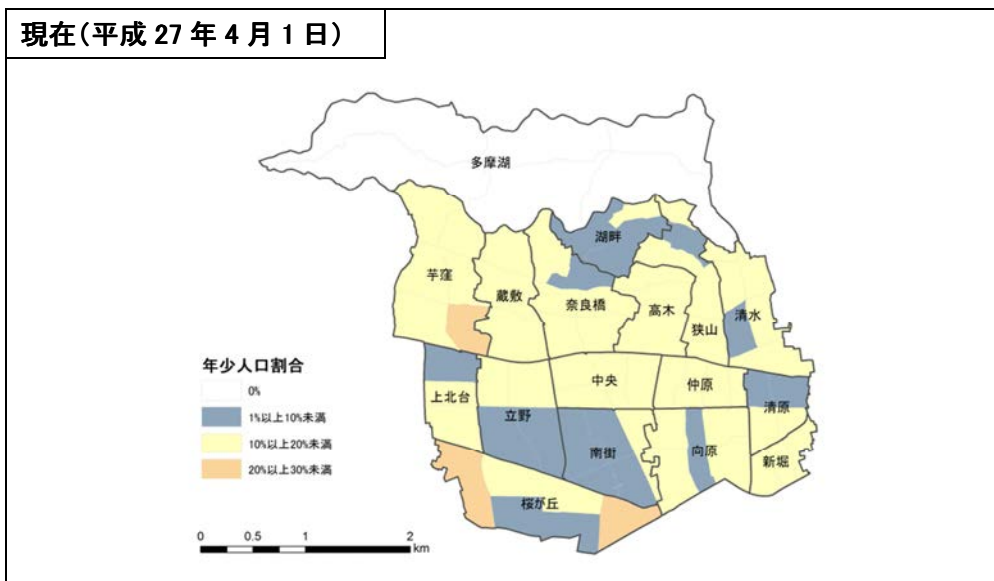 現在(平成 27 年 4 月 1 日)
多摩湖
湖畔
芋窪
蔵敷
奈良橋
高木
狭山
清水
年少人口割合
0%
1%以上10%未満
10%以上20%未満
20%以上30%未満
上北台
中央
仲原
立野
清原
南街
向原
新堀
桜が丘
0 0.5 1 2
km